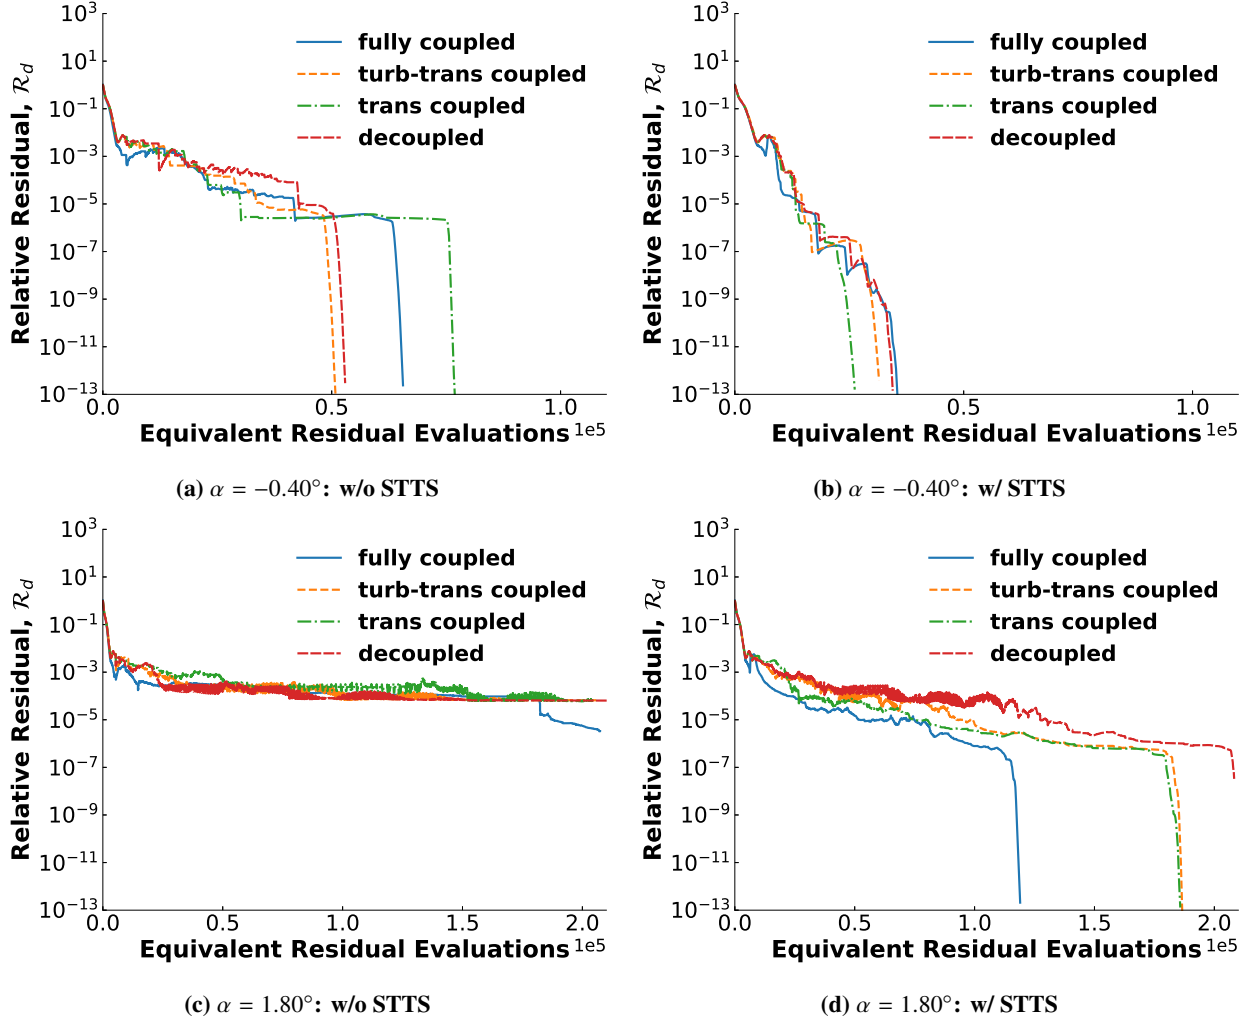 10^3
10^1
10^−1
10^−3
10^−5
10^−7
10^−9
10^−11
10^−13
Relative Residual, R_d
fully coupled
turb-trans coupled
trans coupled
decoupled
0.0 0.5 1.0
Equivalent Residual Evaluations 1e5
(a) α = −0.40°: w/o STTS
10^3
10^1
10^−1
10^−3
10^−5
10^−7
10^−9
10^−11
10^−13
Relative Residual, R_d
fully coupled
turb-trans coupled
trans coupled
decoupled
0.0 0.5 1.0
Equivalent Residual Evaluations 1e5
(b) α = −0.40°: w/ STTS
10^3
10^1
10^−1
10^−3
10^−5
10^−7
10^−9
10^−11
10^−13
Relative Residual, R_d
fully coupled
turb-trans coupled
trans coupled
decoupled
0.0 0.5 1.0 1.5 2.0
Equivalent Residual Evaluations 1e5
(c) α = 1.80°: w/o STTS
10^3
10^1
10^−1
10^−3
10^−5
10^−7
10^−9
10^−11
10^−13
Relative Residual, R_d
fully coupled
turb-trans coupled
trans coupled
decoupled
0.0 0.5 1.0 1.5 2.0
Equivalent Residual Evaluations 1e5
(d) α = 1.80°: w/ STTS